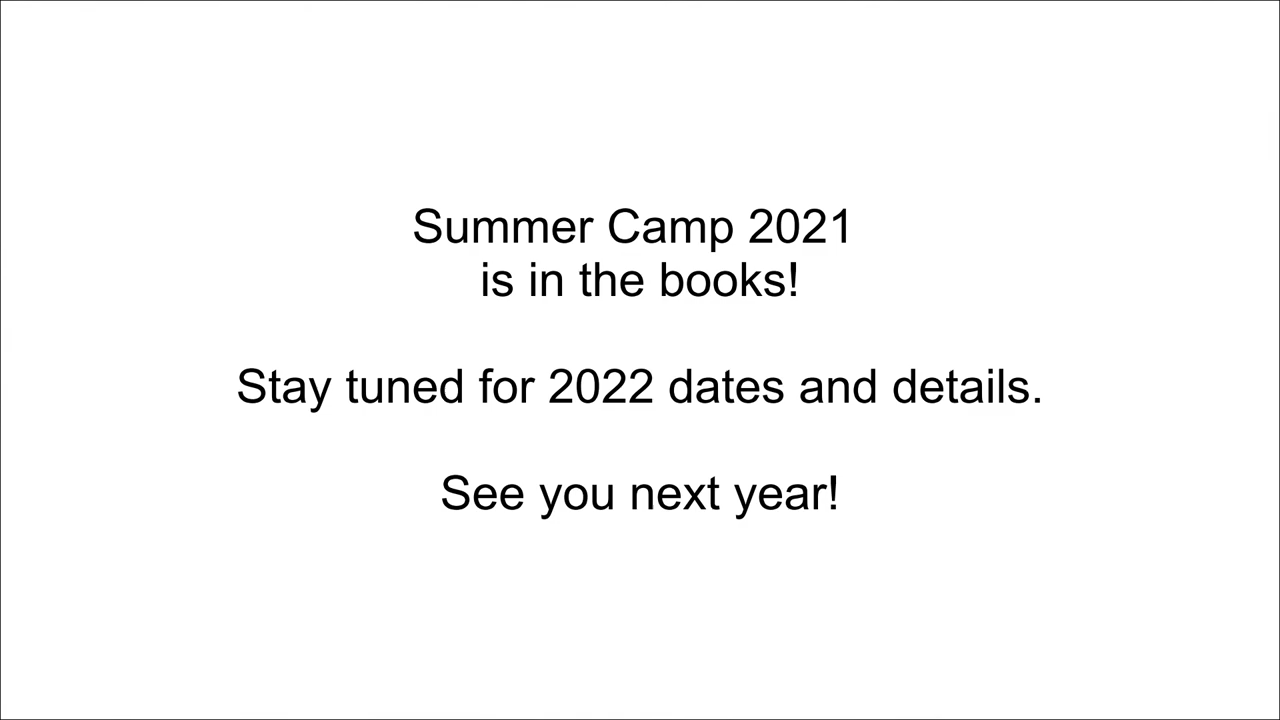 Summer Camp 2021
is in the books!
Stay tuned for 2022 dates and details.
See you next year!